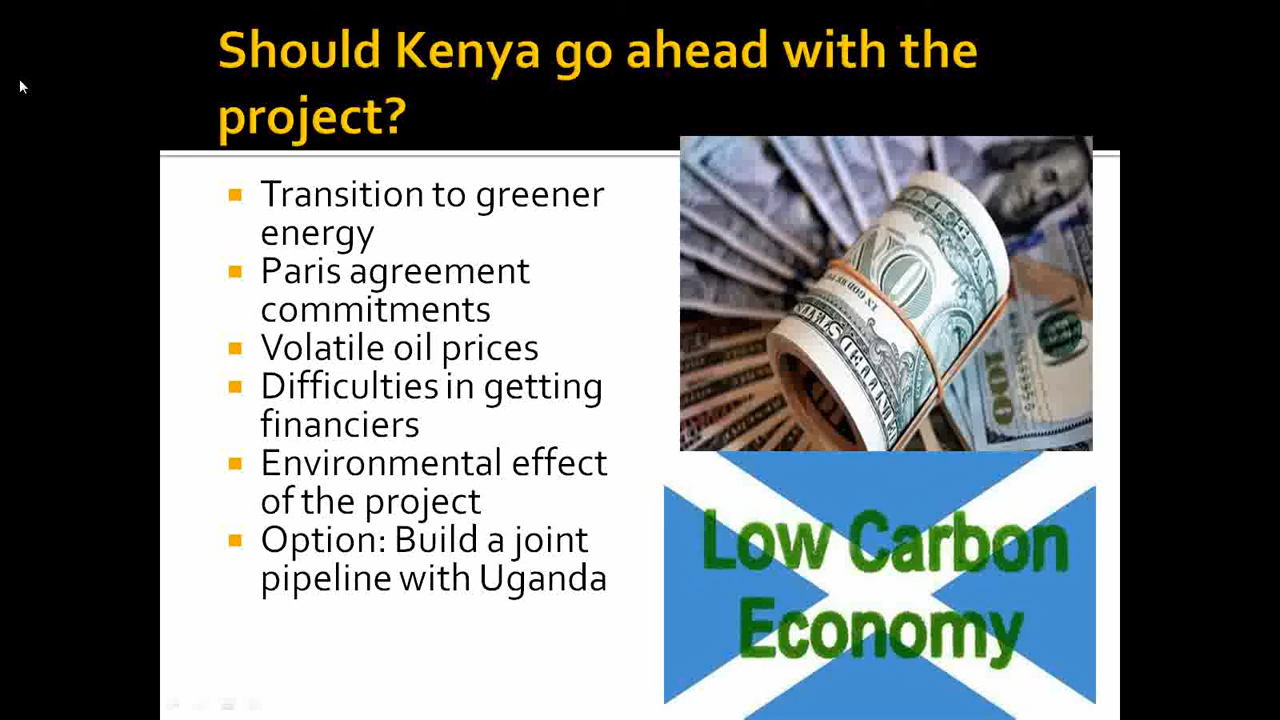 Should Kenya go ahead with the
project?
Transition to greener
energy
Paris agreement
commitments
Volatile oil prices
Difficulties in getting
financiers
Environmental effect
of the project
Option: Build a joint
pipeline with Uganda
100
Low Carbon
Economy